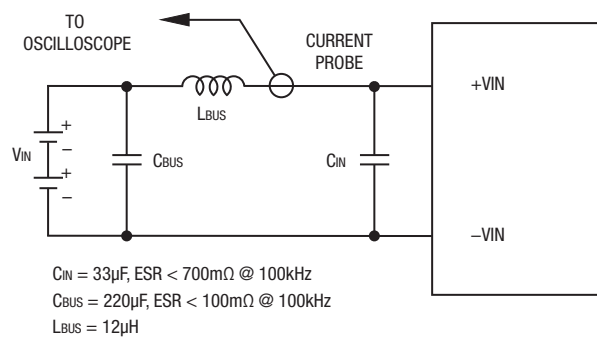 TO
OSCILLOSCOPE
CURRENT
PROBE
+VIN
LBUS
+
VIN
−
+
−
CBUS
CIN
−VIN
CIN = 33µF, ESR < 700mΩ @ 100kHz
CBUS = 220µF, ESR < 100mΩ @ 100kHz
LBUS = 12µH